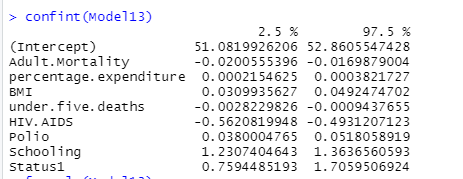 > confint(Model13)
2.5 % 97.5 %
(Intercept) 51.0819926206 52.8605547428
Adult.Mortality -0.0200555396 -0.0169879004
percentage.expenditure 0.0002154625 0.0003821727
BMI 0.0309935627 0.0492474702
under.five.deaths -0.0028229826 -0.0009437655
HIV.AIDS -0.5620819948 -0.4931207123
Polio 0.0380004765 0.0518058919
Schooling 1.2307404643 1.3636560593
Status1 0.7594485193 1.7059506924